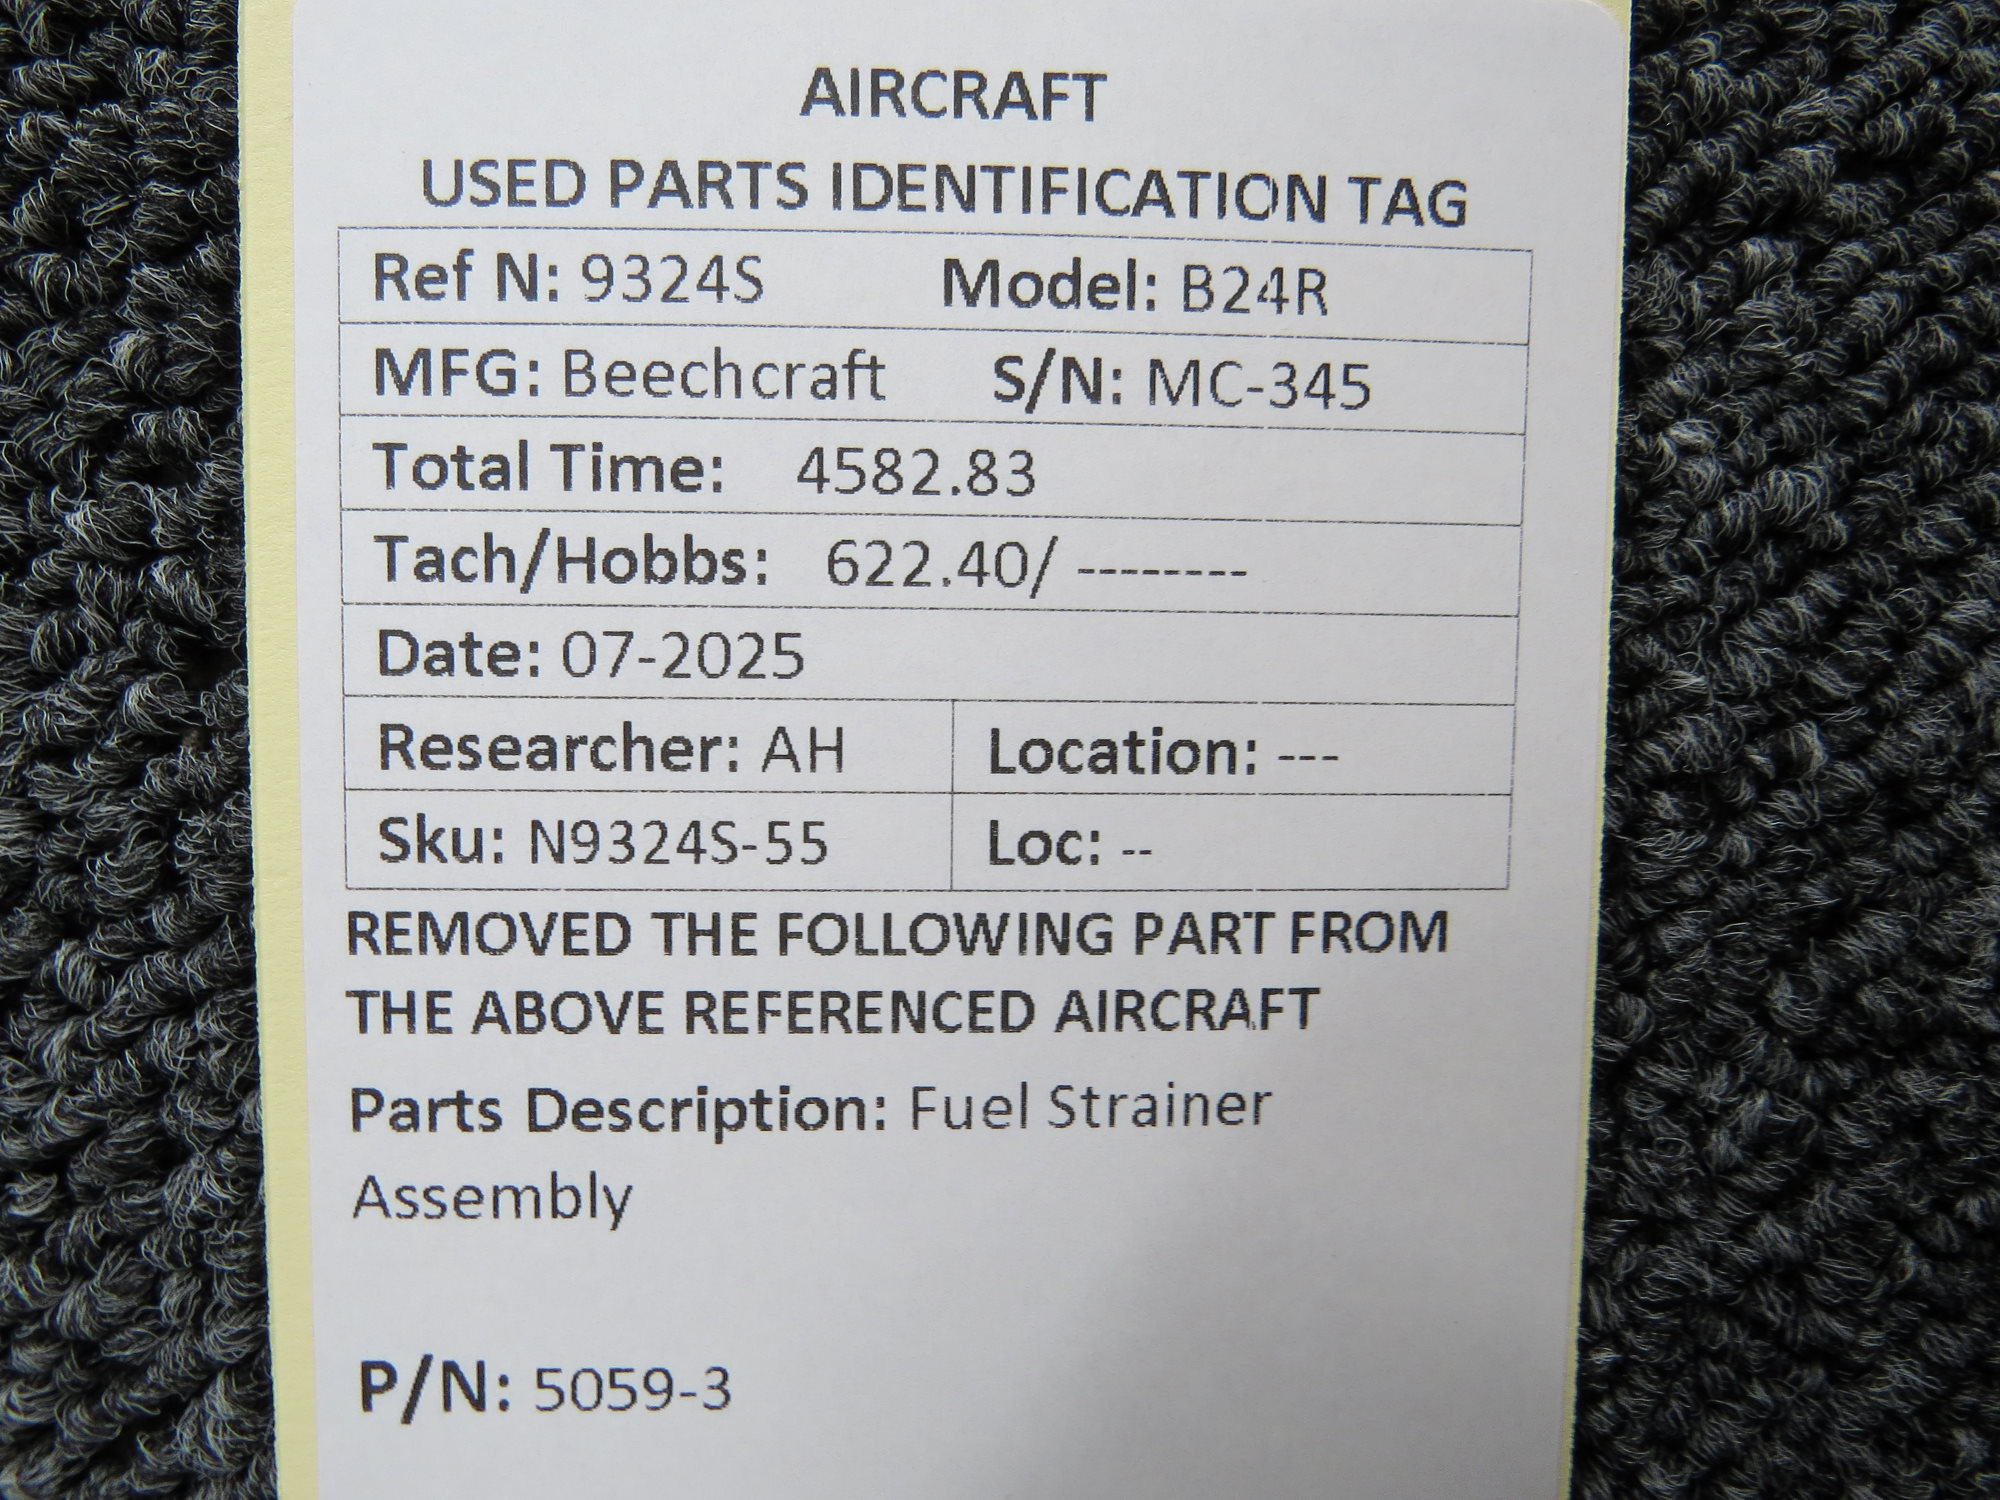 AIRCRAFT
USED PARTS IDENTIFICATION TAG
Ref N: 9324S Model: B24R
MFG: Beechcraft S/N: MC-345
Total Time: 4582.83
Tach/Hobbs: 622.40/ --------
Date: 07-2025
Researcher: AH Location: ---
Sku: N9324S-55 Loc: --
REMOVED THE FOLLOWING PART FROM
THE ABOVE REFERENCED AIRCRAFT
Parts Description: Fuel Strainer
Assembly
P/N: 5059-3